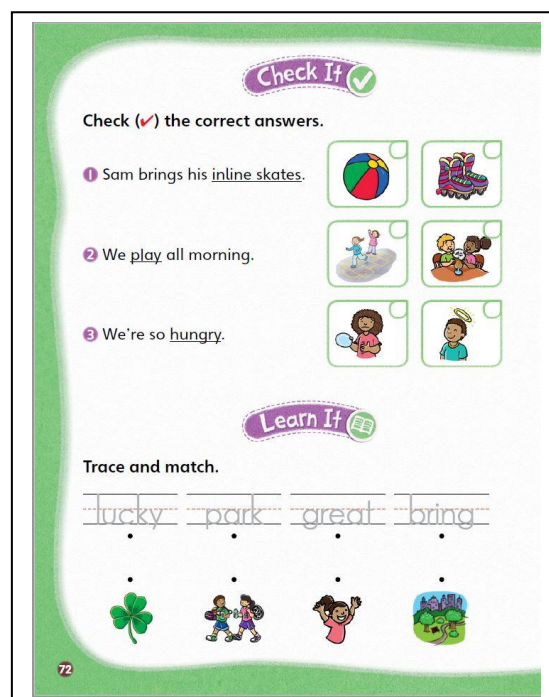 Check It
Check (✔) the correct answers.
1 Sam brings his inline skates.
2 We play all morning.
3 We're so hungry.
Learn It
Trace and match.
lucky park great bring
72